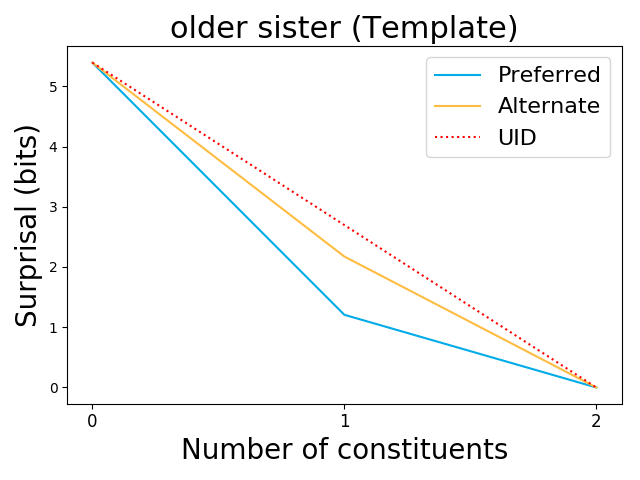 older sister (Template)
Preferred
Alternate
UID
Surprisal (bits)
5
4
3
2
1
0
0 1 2
Number of constituents